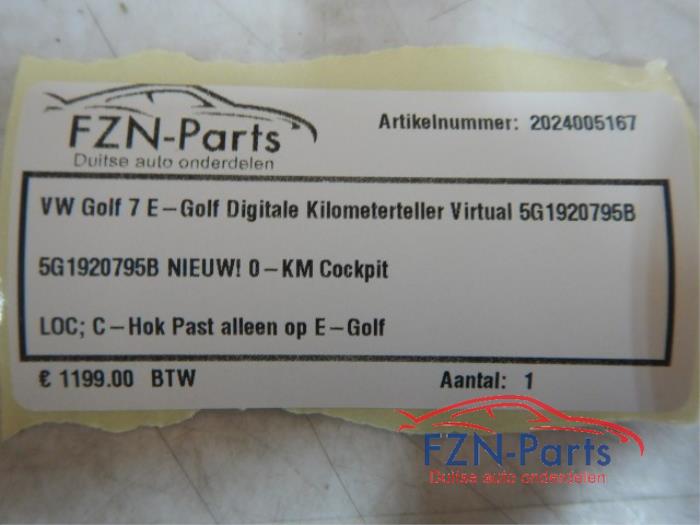 FZN-Parts
Duitse auto onderdelen
Artikelnummer: 2024005167
VW Golf 7 E-Golf Digitale Kilometerteller Virtual 5G1920795B
5G1920795B NIEUW! 0-KM Cockpit
LOC; C-Hok Past alleen op E-Golf
€ 1199.00 BTW
Aantal: 1
FZN-Parts
Duitse auto onderdelen